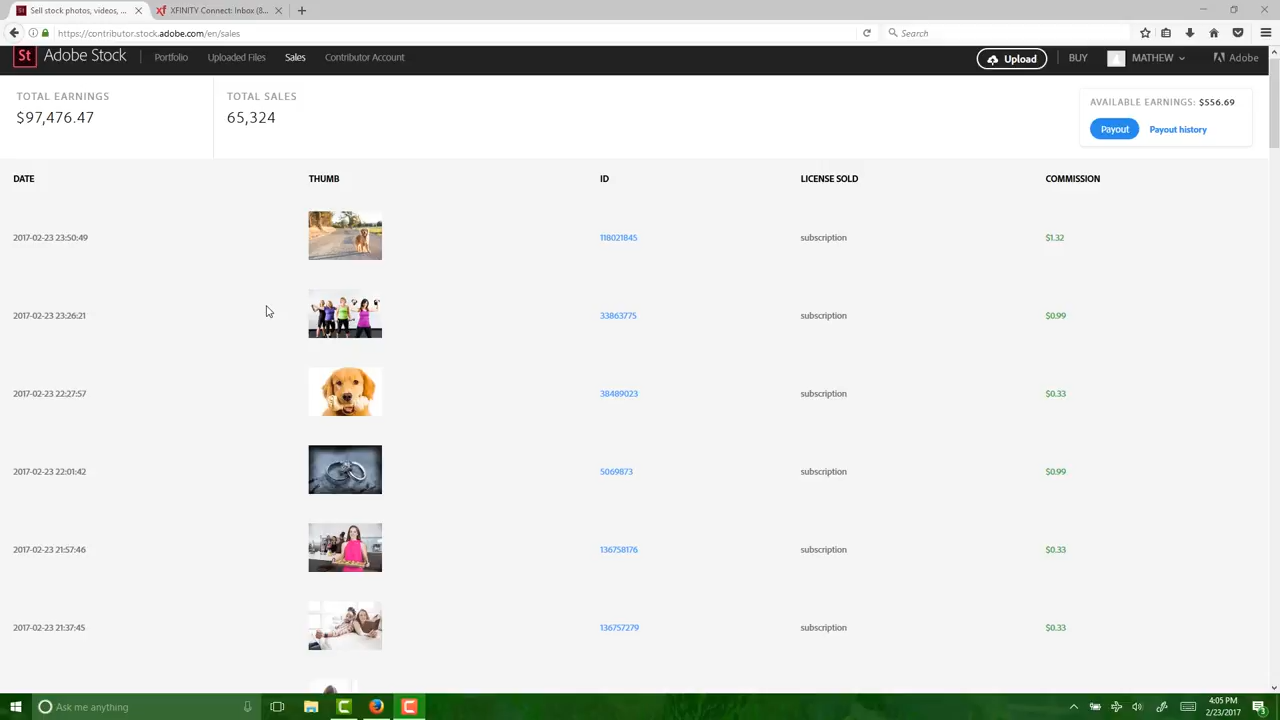 Sell stock photos, videos, ...
XFINITY Connect: Inbox (8...
https://contributor.stock.adobe.com/en/sales
Search
St Adobe Stock
Portfolio
Uploaded Files
Sales
Contributor Account
Upload
BUY
MATHEW
Adobe
TOTAL EARNINGS
$97,476.47
TOTAL SALES
65,324
AVAILABLE EARNINGS: $556.69
Payout
Payout history
DATE THUMB ID LICENSE SOLD COMMISSION
2017-02-23 23:50:49 118021845 subscription $1.32
2017-02-23 23:26:21 33863775 subscription $0.99
2017-02-23 22:27:57 38489023 subscription $0.33
2017-02-23 22:01:42 5069873 subscription $0.99
2017-02-23 21:57:46 136758176 subscription $0.33
2017-02-23 21:37:45 136757279 subscription $0.33
Ask me anything
4:05 PM
2/23/2017